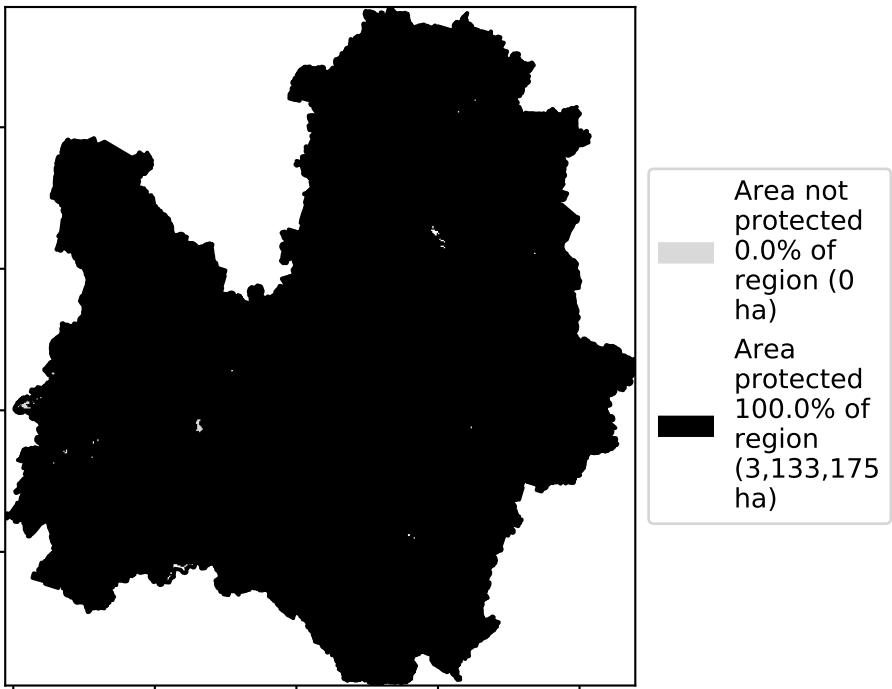 Area not
protected
0.0% of
region (0
ha)
Area
protected
100.0% of
region
(3,133,175
ha)